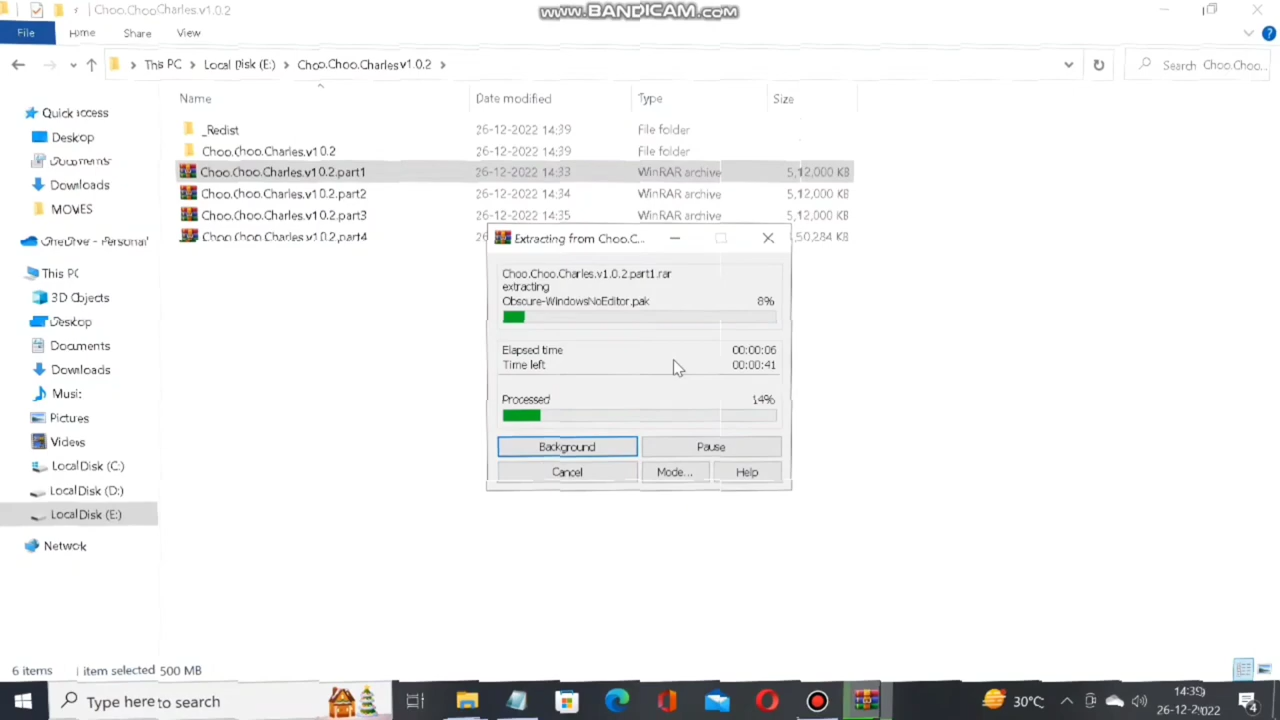 Choo.ChooCharles.v1.0.2
www.BANDICAM.com
File Home Share View
This PC Local Disk (E:) Choo.Choo.Charles.v1.0.2 Search Choo.Choo...
Name Date modified Type Size
_Redist 26-12-2022 14:39 File folder
Choo.Choo.Charles.v1.0.2 26-12-2022 14:39 File folder
Choo.Choo.Charles.v1.0.2.part1 26-12-2022 14:33 WinRAR archive 5,12,000 KB
Choo.Choo.Charles.v1.0.2.part2 26-12-2022 14:34 WinRAR archive 5,12,000 KB
Choo.Choo.Charles.v1.0.2.part3 26-12-2022 14:35 WinRAR archive 5,12,000 KB
Choo.Choo.Charles.v1.0.2.part4 26 50,284 KB
Quick access
Desktop
Documents
Downloads
MOVIES
OneDrive - Personal
This PC
3D Objects
Desktop
Documents
Downloads
Music
Pictures
Videos
Local Disk (C:)
Local Disk (D:)
Local Disk (E:)
Network
Extracting from Choo.C...
Choo.Choo.Charles.v1.0.2.part1.rar
extracting
Obscure-WindowsNoEditor.pak 8%
Elapsed time 00:00:06
Time left 00:00:41
Processed 14%
Background Pause
Cancel Mode... Help
6 items 1 item selected 500 MB
Type here to search
30°C
14:39
26-12-2022
4